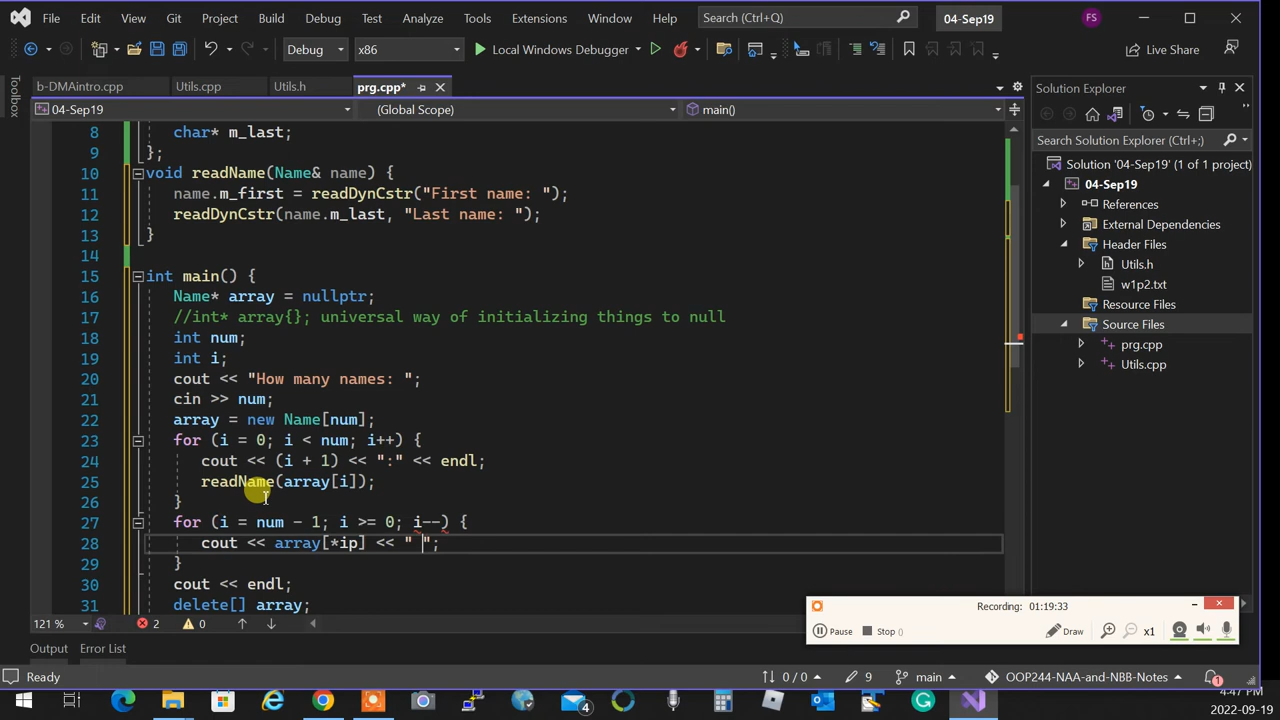 File Edit View Git Project Build Debug Test Analyze Tools Extensions Window Help Search (Ctrl+Q) 04-Sep19 FS
Debug x86 Local Windows Debugger Live Share
b-DMAintro.cpp Utils.cpp Utils.h prg.cpp*
04-Sep19 (Global Scope) main()
Toolbox
8 char* m_last;
9 };
10 void readName(Name& name) {
11 name.m_first = readDynCstr("First name: ");
12 readDynCstr(name.m_last, "Last name: ");
13 }
14
15 int main() {
16 Name* array = nullptr;
17 //int* array{}; universal way of initializing things to null
18 int num;
19 int i;
20 cout << "How many names: ";
21 cin >> num;
22 array = new Name[num];
23 for (i = 0; i < num; i++) {
24 cout << (i + 1) << ":" << endl;
25 readName(array[i]);
26 }
27 for (i = num - 1; i >= 0; i--) {
28 cout << array[*ip] << " ";
29 }
30 cout << endl;
31 delete[] array;
121 % 2 0
Solution Explorer
Search Solution Explorer (Ctrl+;)
Solution '04-Sep19' (1 of 1 project)
04-Sep19
References
External Dependencies
Header Files
Utils.h
w1p2.txt
Resource Files
Source Files
prg.cpp
Utils.cpp
Recording: 01:19:33
Pause Stop () Draw x1
Output Error List
Ready 0 / 0 9 main OOP244-NAA-and-NBB-Notes 1
4
4:47 PM
2022-09-19